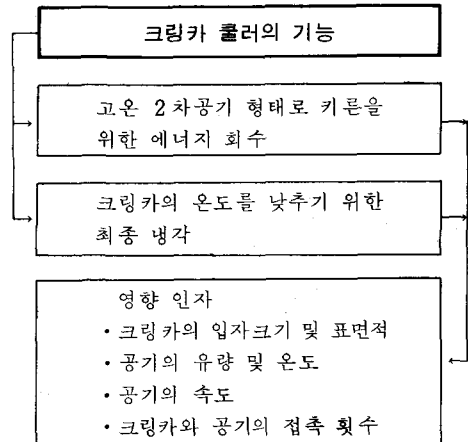 크링카 쿨러의 기능
고온 2차공기 형태로 키른을
위한 에너지 회수
크링카의 온도를 낮추기 위한
최종 냉각
영향 인자
• 크링카의 입자크기 및 표면적
• 공기의 유량 및 온도
• 공기의 속도
• 크링카와 공기의 접촉 횟수